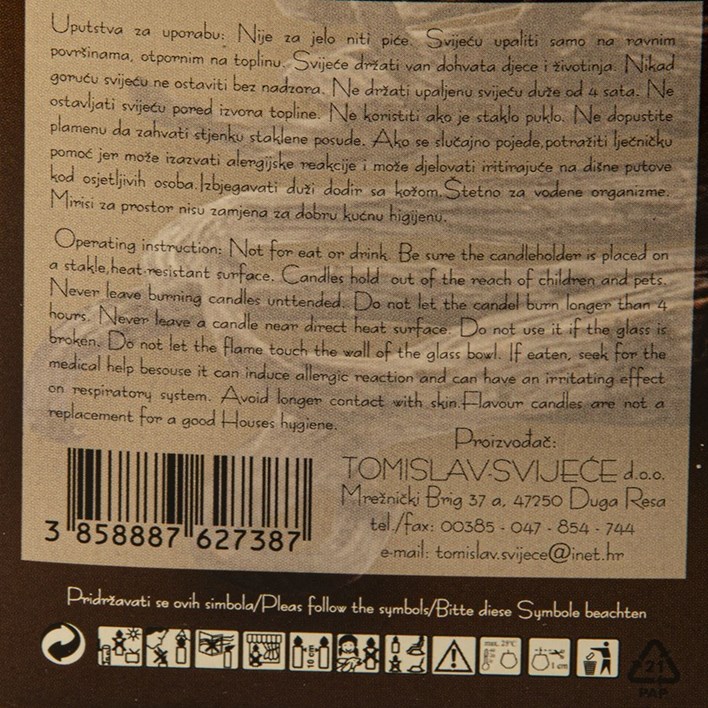 Uputstva za uporabu: Nije za jelo niti piće. Svijeću upaliti samo na ravnim
površinama, otpornim na toplinu. Svijeće držati van dohvata djece i životinja. Nikad
goruću svijeću ne ostaviti bez nadzora. Ne držati upaljenu svijeću duže od 4 sata. Ne
ostavljati svijeću pored izvora topline. Ne koristiti ako je staklo puklo. Ne dopustite
plamenu da zahvati stjenku staklene posude. Ako se slučajno pojede,potražiti lječničku
pomoć jer može izazvati alergijske reakcije i može djelovati iritirajuće na dišne putove
kod osjetljivih osoba.Izbjegavati duži dodir sa kožom.Štetno za vodene organizme.
Mirisi za prostor nisu zamjena za dobru kućnu higijenu.
Operating instruction: Not for eat or drink. Be sure the candleholder is placed on
a stakle,heat-resistant surface. Candles hold out of the reach of children and pets.
Never leave burning candles unttended. Do not let the candel burn longer than 4
hours. Never leave a candle near direct heat surface. Do not use it if the glass is
broken. Do not let the flame touch the wall of the glass bowl. If eaten, seek for the
medical help besouse it can induce allergic reaction and can have an irritating effect
on respiratory system. Avoid longer contact with skin.Flavour candles are not a
replacement for a good Houses hygiene.
Proizvođač:
TOMISLAV-SVIJEĆE d.o.o.
Mrežnički Brig 37 a, 47250 Duga Resa
tel./fax: 00385 - 047 - 854 - 744
e-mail: tomislav.svijece@inet.hr
3 858887 627387
Pridržavati se ovih simbola/Pleas follow the symbols/Bitte diese Symbole beachten
10 cm
max. 25°C
1 cm
21
PAP